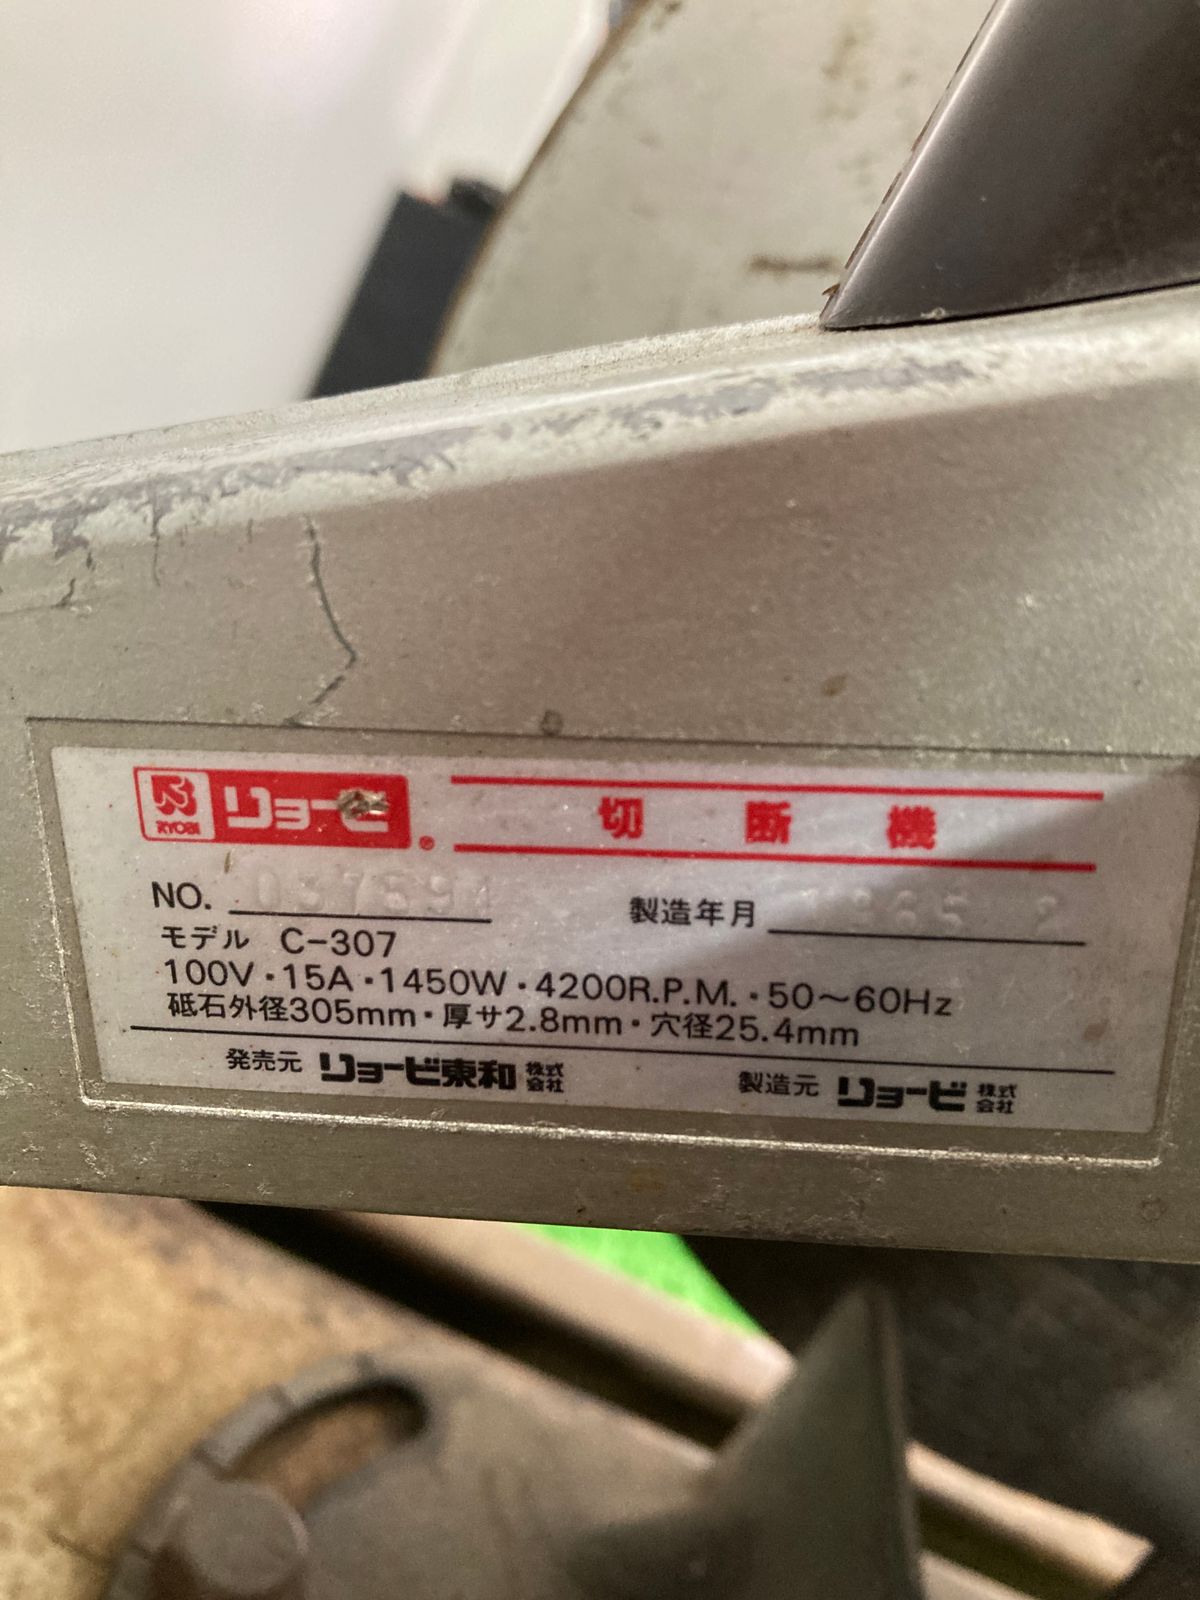 RYOBI リョービ ®
切断機
NO.
製造年月
モデル C-307
100V・15A・1450W・4200R.P.M.・50～60Hz
砥石外径305mm・厚サ2.8mm・穴径25.4mm
発売元 リョービ東和株式会社 製造元 リョービ株式会社